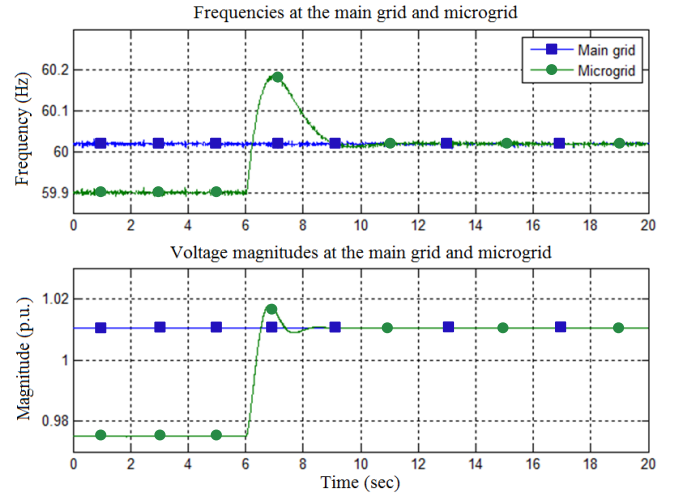 Frequencies at the main grid and microgrid
Frequency (Hz)
60.2
60.1
60
59.9
Main grid
Microgrid
0 2 4 6 8 10 12 14 16 18 20
Voltage magnitudes at the main grid and microgrid
Magnitude (p.u.)
1.02
1
0.98
0 2 4 6 8 10 12 14 16 18 20
Time (sec)